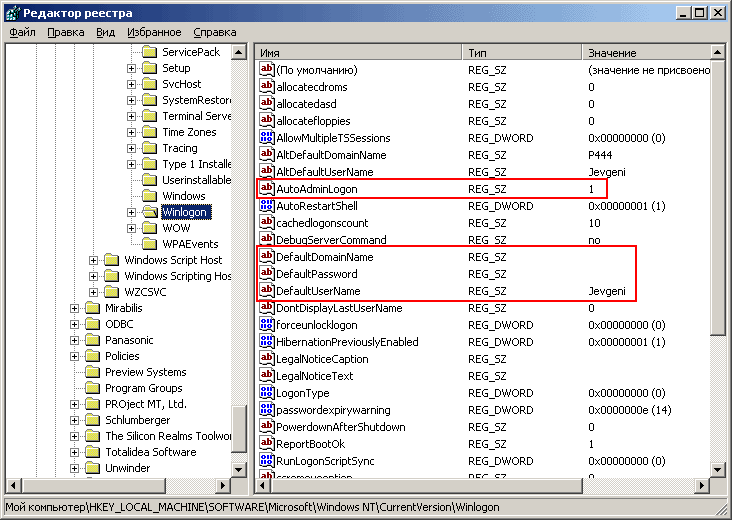 Редактор реестра
Файл Правка Вид Избранное Справка
ServicePack
Setup
SvcHost
SystemRestore
Terminal Serve
Time Zones
Tracing
Type 1 Installe
Userinstallable
Windows
Winlogon
WOW
WPAEvents
Windows Script Host
Windows Scripting Host
WZCSVC
Mirabilis
ODBC
Panasonic
Policies
Preview Systems
Program Groups
PROject MT, Ltd.
Schlumberger
The Silicon Realms Toolwor
Totalidea Software
Unwinder
Имя Тип Значение
(По умолчанию) REG_SZ (значение не присвоено
allocatecdroms REG_SZ 0
allocatedasd REG_SZ 0
allocatefloppies REG_SZ 0
AllowMultipleTSSessions REG_DWORD 0x00000000 (0)
AltDefaultDomainName REG_SZ P444
AltDefaultUserName REG_SZ Jevgeni
AutoAdminLogon REG_SZ 1
AutoRestartShell REG_DWORD 0x00000001 (1)
cachedlogonscount REG_SZ 10
DebugServerCommand REG_SZ no
DefaultDomainName REG_SZ
DefaultPassword REG_SZ
DefaultUserName REG_SZ Jevgeni
DontDisplayLastUserName REG_SZ 0
forceunlocklogon REG_DWORD 0x00000000 (0)
HibernationPreviouslyEnabled REG_DWORD 0x00000001 (1)
LegalNoticeCaption REG_SZ
LegalNoticeText REG_SZ
LogonType REG_DWORD 0x00000000 (0)
passwordexpirywarning REG_DWORD 0x0000000e (14)
PowerdownAfterShutdown REG_SZ 0
ReportBootOk REG_SZ 1
RunLogonScriptSync REG_DWORD 0x00000000 (0)
Мой компьютер\HKEY_LOCAL_MACHINE\SOFTWARE\Microsoft\Windows NT\CurrentVersion\Winlogon